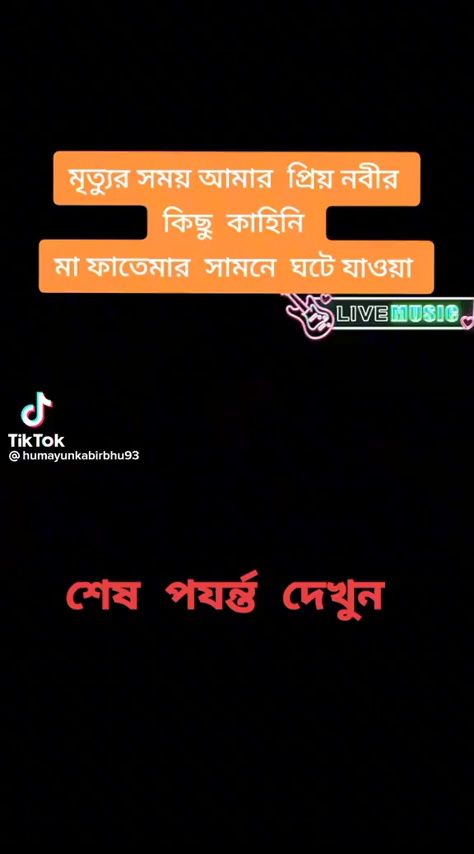 মৃত্যুর সময় আমার প্রিয় নবীর
কিছু কাহিনি
মা ফাতেমার সামনে ঘটে যাওয়া
LIVE MUSIC
TikTok
@ humayunkabirbhu93
শেষ পযর্ন্ত দেখুন